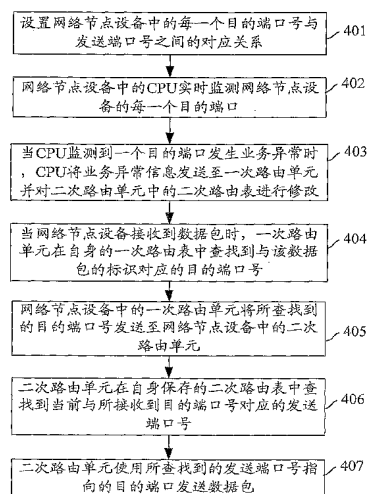 设置网络节点设备中的每一个目的端口号与
发送端口号之间的对应关系
401
网络节点设备中的CPU实时监测网络节点设
备的每一个目的端口
402
当CPU监测到一个目的端口发生业务异常时
，CPU将业务异常信息发送至一次路由单元
并对二次路由单元中的二次路由表进行修改
403
当网络节点设备接收到数据包时，一次路由
单元在自身的一次路由表中查找到与该数据
包的标识对应的目的端口号
404
网络节点设备中的一次路由单元将所查找到
的目的端口号发送至网络节点设备中的二次
路由单元
405
二次路由单元在自身保存的二次路由表中查
找到当前与所接收到目的端口号对应的发送
端口号
406
二次路由单元使用所查找到的发送端口号指
向的目的端口发送数据包
407